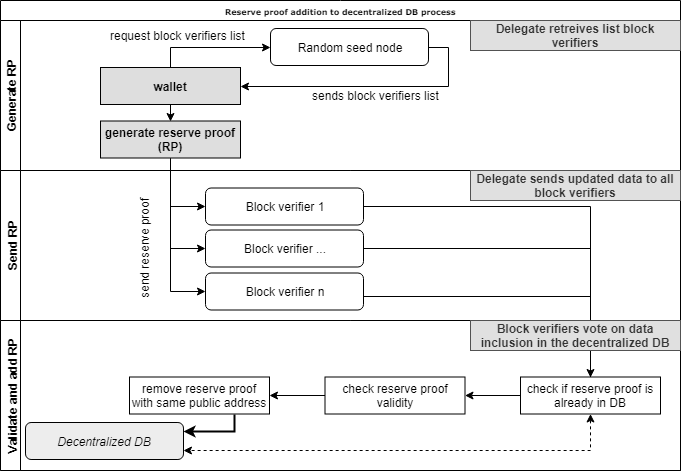 Reserve proof addition to decentralized DB process
Generate RP
request block verifiers list
Random seed node
Delegate retreives list block
verifiers
wallet
sends block verifiers list
generate reserve proof
(RP)
Send RP
send reserve proof
Delegate sends updated data to all
block verifiers
Block verifier 1
Block verifier ...
Block verifier n
Validate and add RP
Block verifiers vote on data
inclusion in the decentralized DB
remove reserve proof
with same public address
check reserve proof
validity
check if reserve proof is
already in DB
Decentralized DB